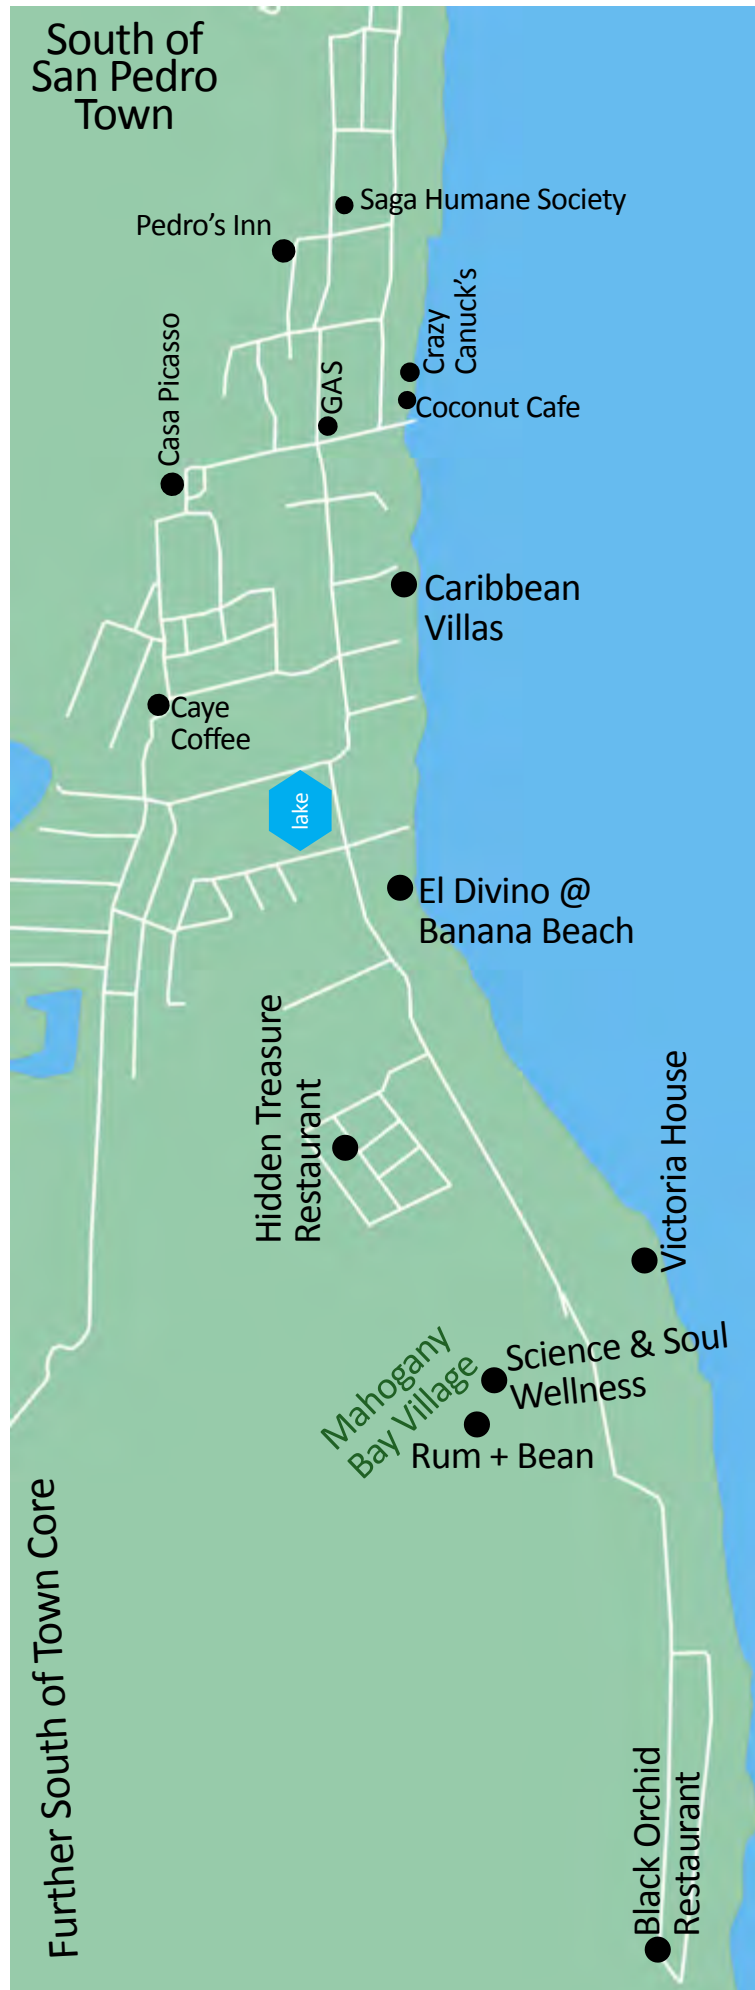 South of
San Pedro
Town
Saga Humane Society
Pedro's Inn
Crazy
Canuck's
Casa Picasso
GAS
Coconut Cafe
Caribbean
Villas
Caye
Coffee
lake
El Divino @
Banana Beach
Hidden Treasure
Restaurant
Victoria House
Mahogany
Bay Village
Science & Soul
Wellness
Rum + Bean
Further South of Town Core
Black Orchid
Restaurant